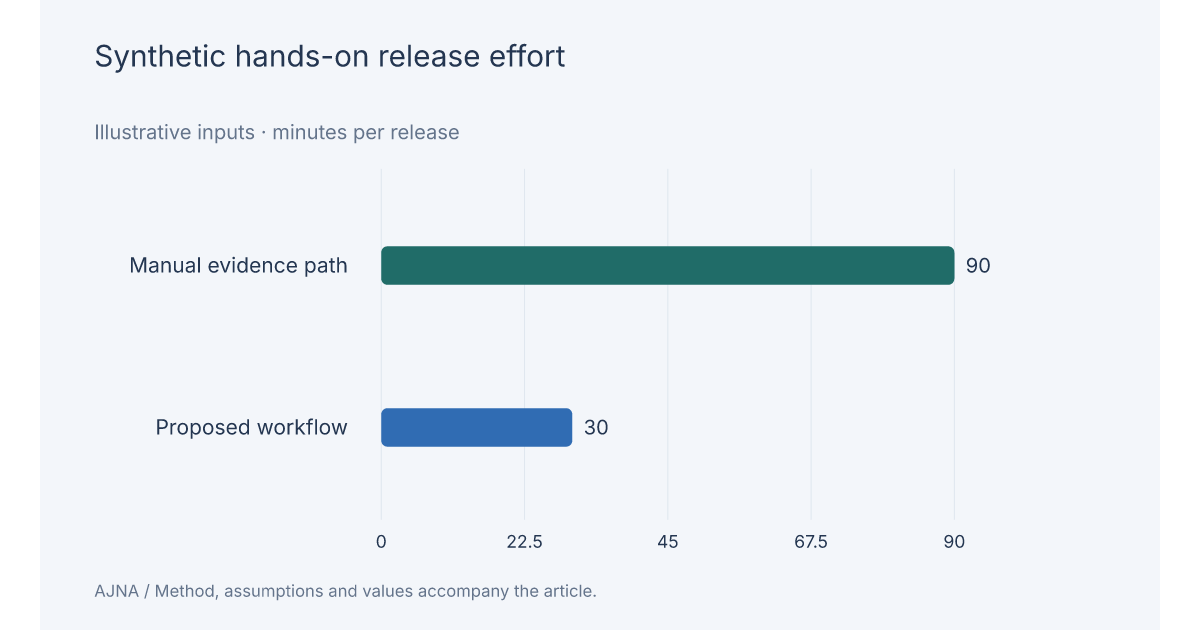 Synthetic hands-on release effort
Illustrative inputs · minutes per release
Manual evidence path 90
Proposed workflow 30
0 22.5 45 67.5 90
AJNA / Method, assumptions and values accompany the article.